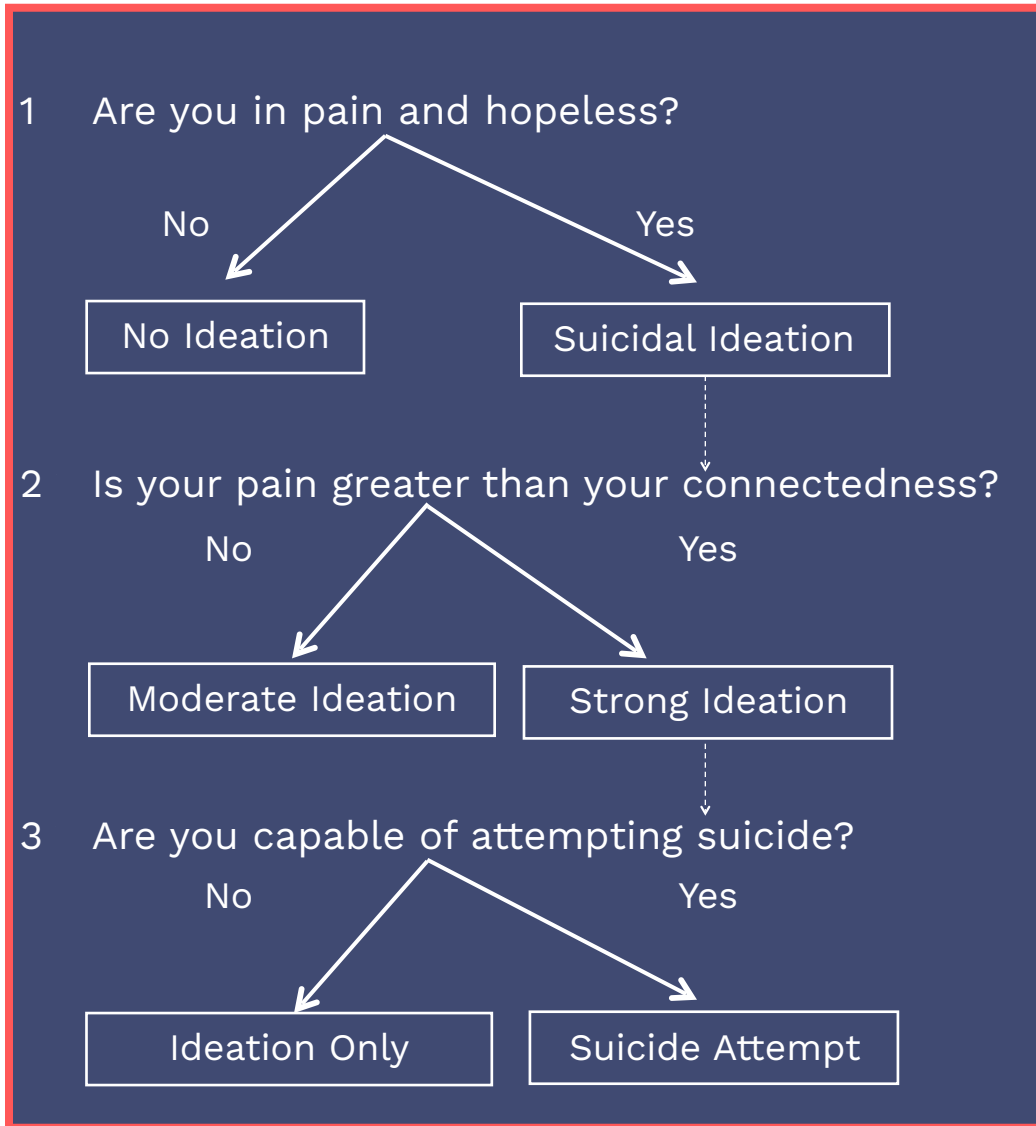 1 Are you in pain and hopeless?
No Yes
No Ideation Suicidal Ideation
2 Is your pain greater than your connectedness?
No Yes
Moderate Ideation Strong Ideation
3 Are you capable of attempting suicide?
No Yes
Ideation Only Suicide Attempt